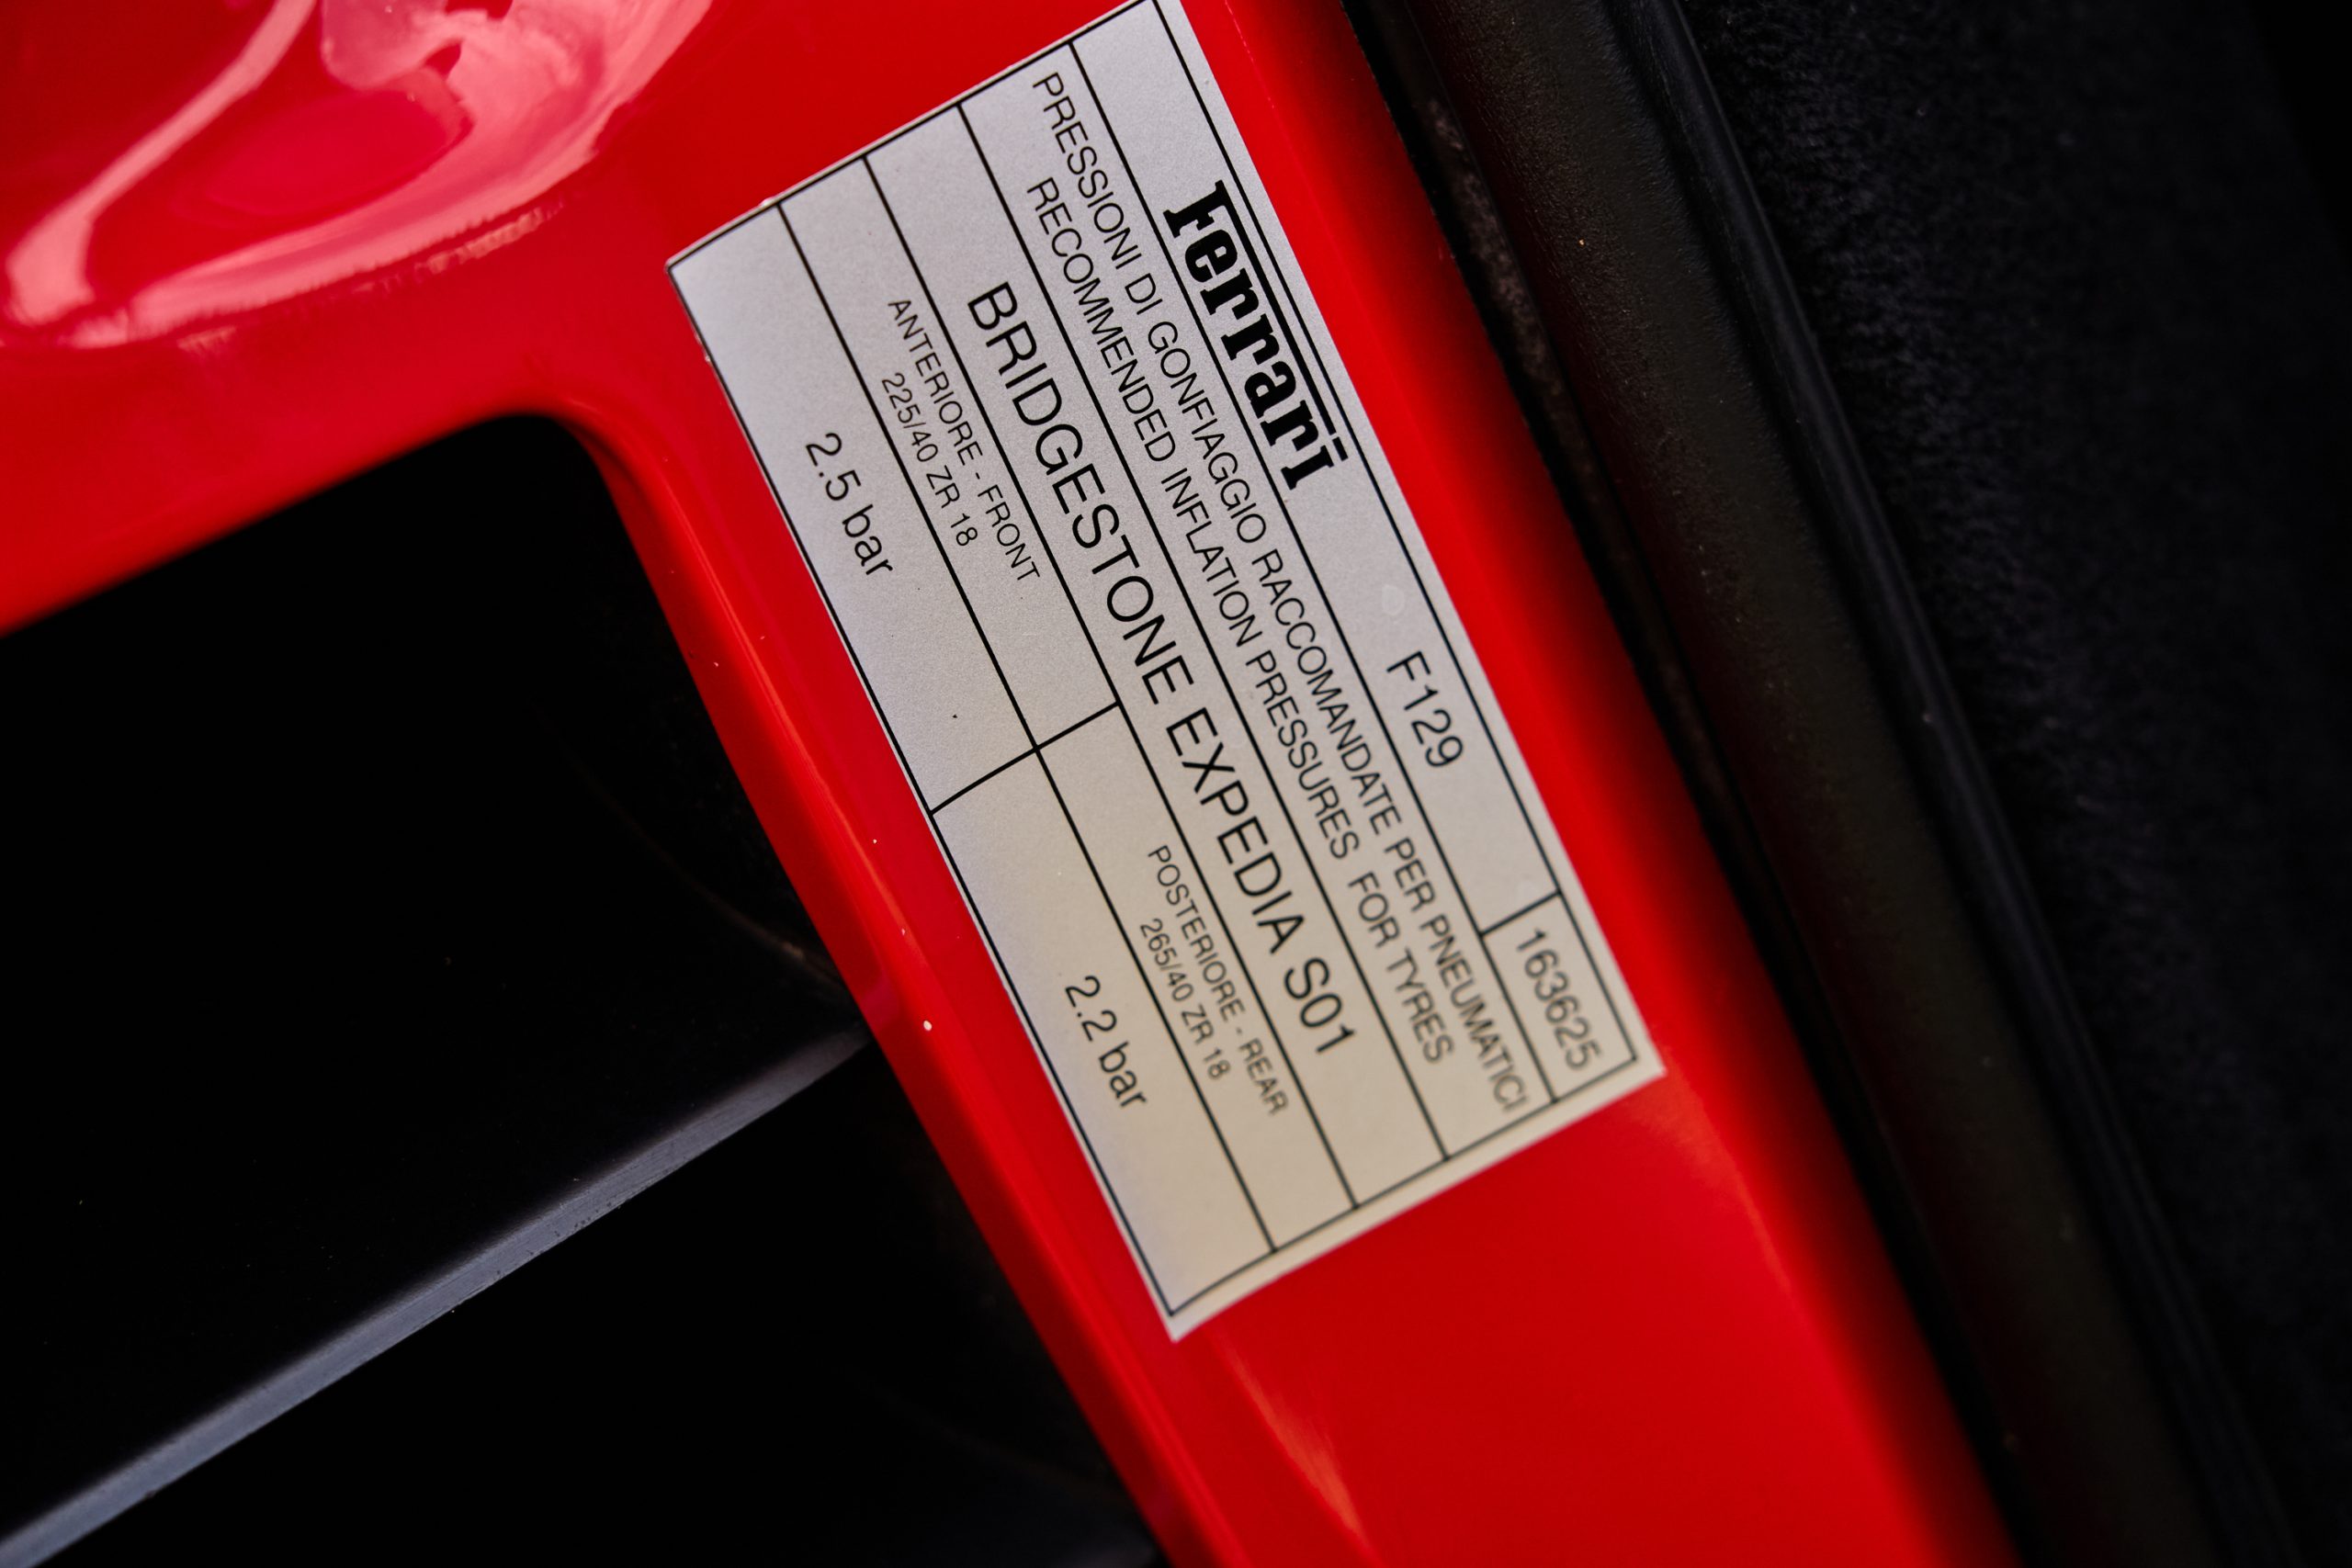 Ferrari F129 163625
PRESSIONI DI GONFIAGGIO RACCOMANDATE PER PNEUMATICI
RECOMMENDED INFLATION PRESSURES FOR TYRES
BRIDGESTONE EXPEDIA S01
ANTERIORE - FRONT
225/40 ZR 18
POSTERIORE - REAR
265/40 ZR 18
2.5 bar
2.2 bar